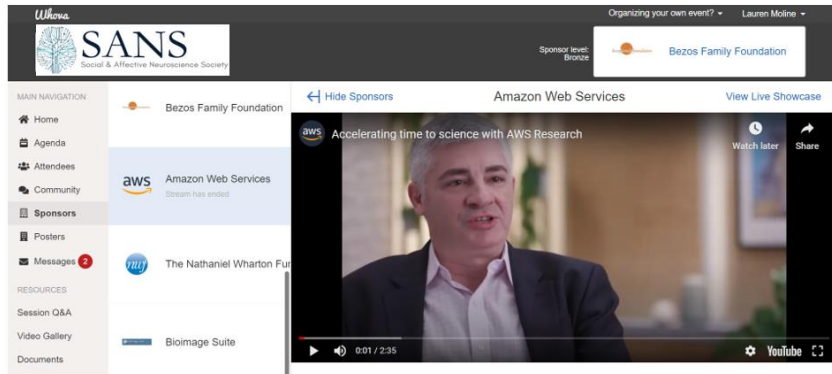 Whova
Organizing your own event?
Lauren Moline
SANS
Social & Affective Neuroscience Society
Sponsor level:
Bronze
Bezos Family Foundation
MAIN NAVIGATION
Home
Agenda
Attendees
Community
Sponsors
Posters
Messages 2
RESOURCES
Session Q&A
Video Gallery
Documents
Bezos Family Foundation
aws
Amazon Web Services
Stream has ended
The Nathaniel Wharton Fun
Bioimage Suite
Hide Sponsors
Amazon Web Services
View Live Showcase
aws
Accelerating time to science with AWS Research
Watch later
Share
0:01 / 2:35
YouTube